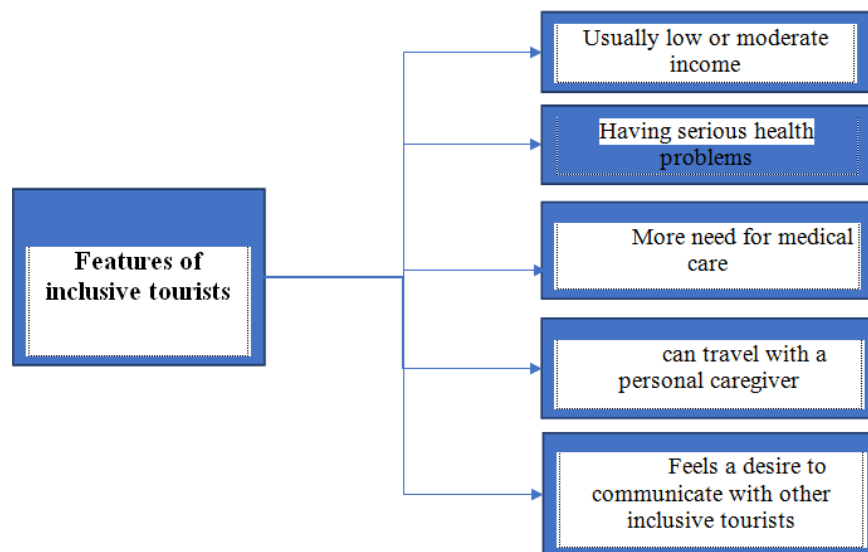 Usually low or moderate
income
Having serious health
problems
Features of
inclusive tourists
More need for medical
care
can travel with a
personal caregiver
Feels a desire to
communicate with other
inclusive tourists